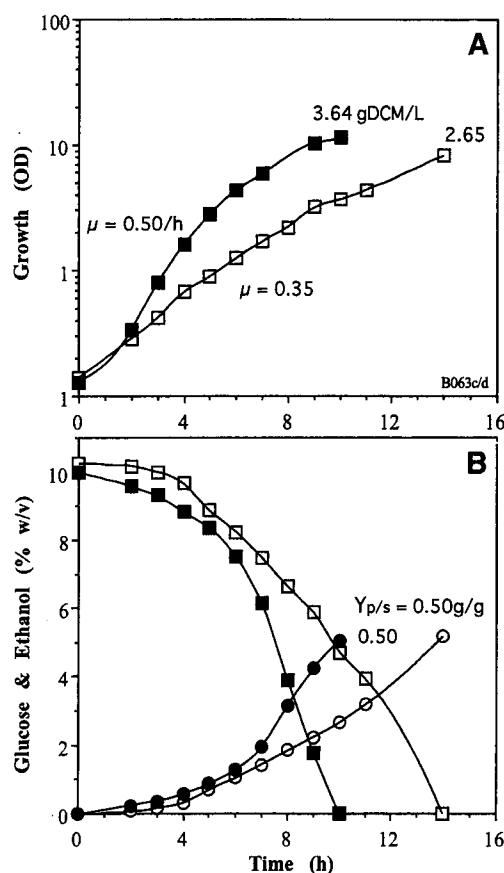 100
A
3.64 gDCM/L
2.65
10
Growth (OD)
μ = 0.50/h
1
μ = 0.35
B063c/d
.1
0 4 8 12 16
B
10
8
Yp/s = 0.50g/g
0.50
6
4
2
0
Glucose & Ethanol (% w/v)
0 4 8 12 16
Time (h)